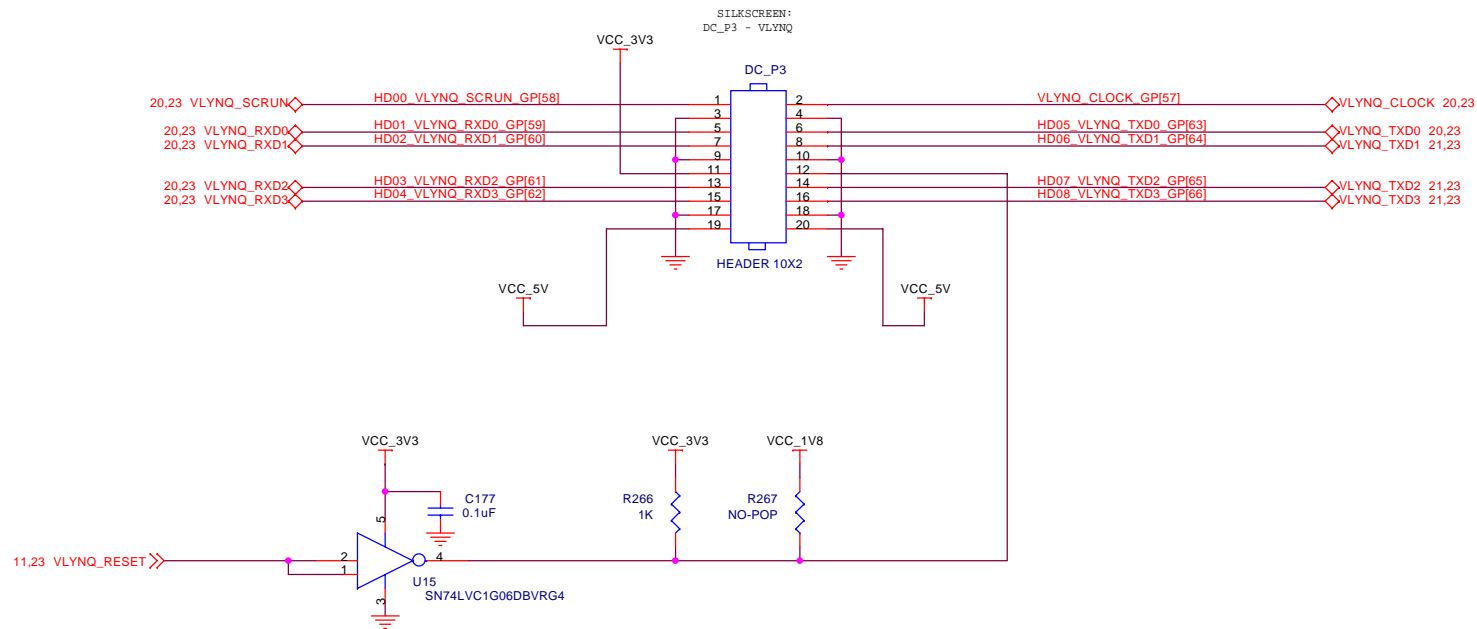 SILKSCREEN:
DC_P3 - VLYNQ
VCC_3V3
DC_P3
20,23 VLYNQ_SCRUN HD00_VLYNQ_SCRUN_GP[58] 1 2 VLYNQ_CLOCK_GP[57] VLYNQ_CLOCK 20,23
3 4
20,23 VLYNQ_RXD0 HD01_VLYNQ_RXD0_GP[59] 5 6 HD05_VLYNQ_TXD0_GP[63] VLYNQ_TXD0 20,23
20,23 VLYNQ_RXD1 HD02_VLYNQ_RXD1_GP[60] 7 8 HD06_VLYNQ_TXD1_GP[64] VLYNQ_TXD1 21,23
9 10
11 12
20,23 VLYNQ_RXD2 HD03_VLYNQ_RXD2_GP[61] 13 14 HD07_VLYNQ_TXD2_GP[65] VLYNQ_TXD2 21,23
20,23 VLYNQ_RXD3 HD04_VLYNQ_RXD3_GP[62] 15 16 HD08_VLYNQ_TXD3_GP[66] VLYNQ_TXD3 21,23
17 18
19 20
HEADER 10X2
VCC_5V VCC_5V
VCC_3V3 VCC_3V3 VCC_1V8
C177
0.1uF
R266
1K
R267
NO-POP
5
11,23 VLYNQ_RESET 2 4
1
U15
SN74LVC1G06DBVRG4
3